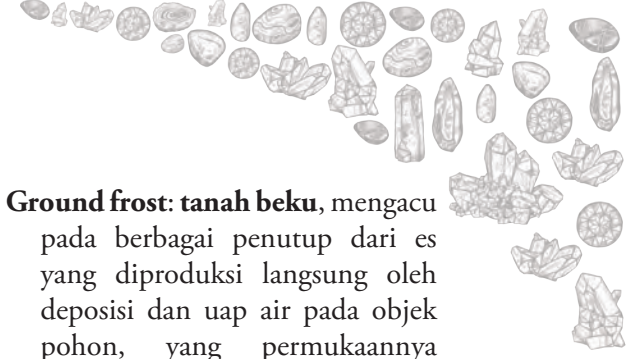 Ground frost: tanah beku, mengacu
pada berbagai penutup dari es
yang diproduksi langsung oleh
deposisi dan uap air pada objek
pohon, yang permukaannya